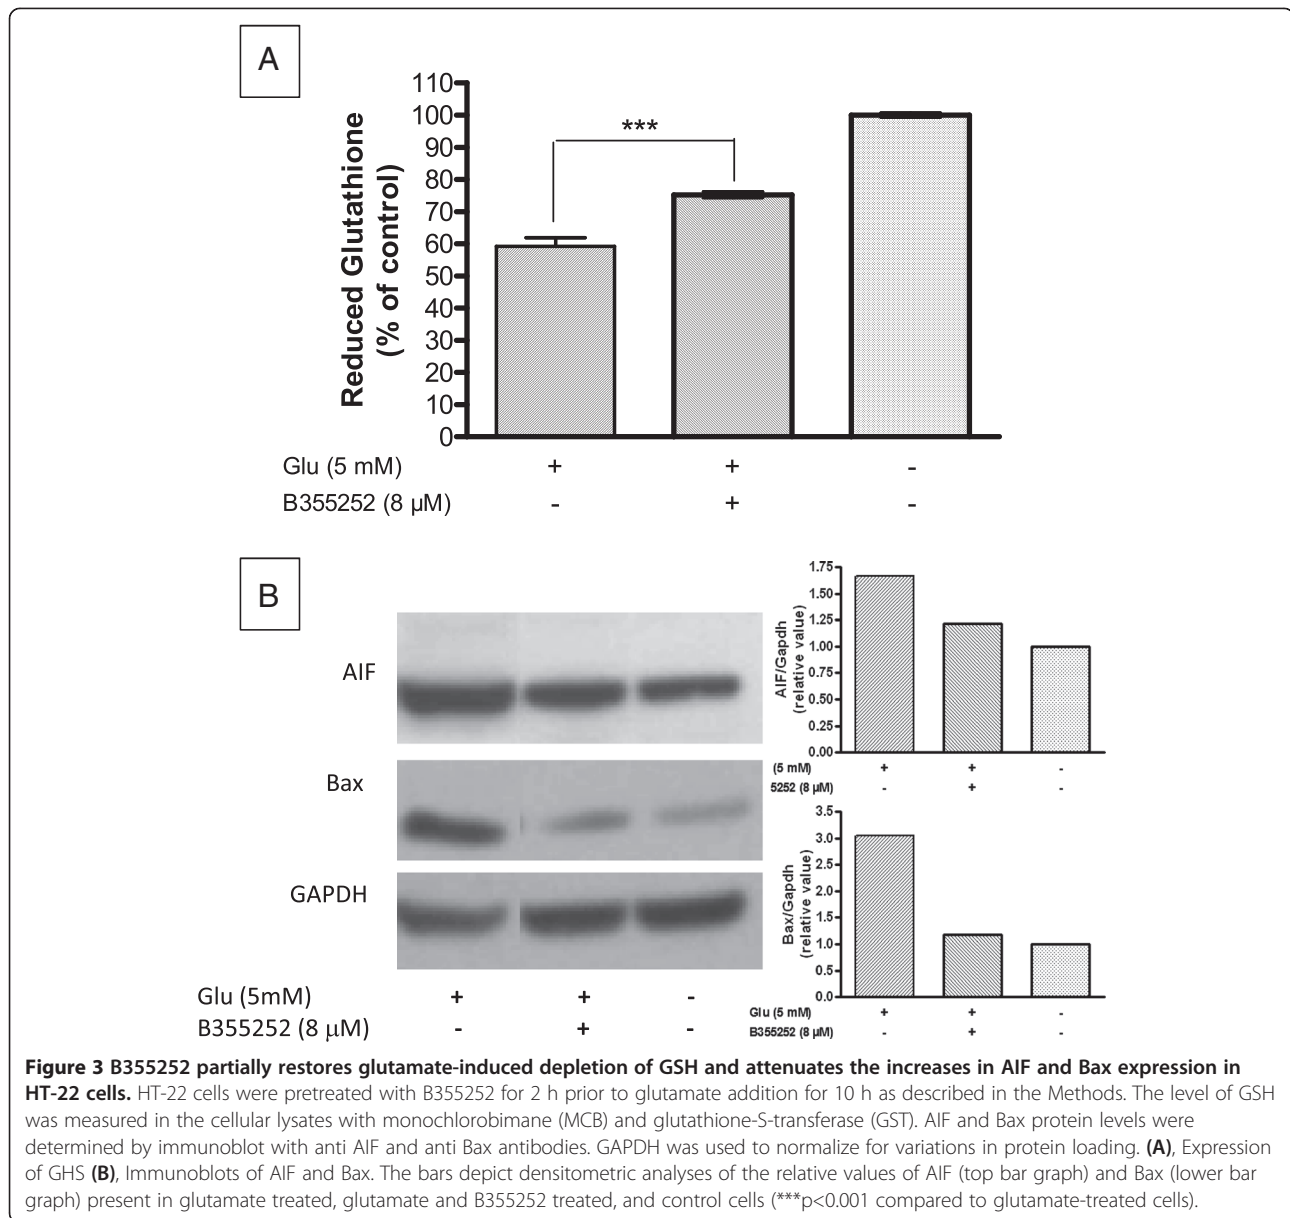 A
110
100
90
80
70
60
50
40
30
20
10
0
Reduced Glutathione
(% of control)
***
Glu (5 mM) + + -
B355252 (8 µM) - + -
B
AIF
Bax
GAPDH
Glu (5mM) + + -
B355252 (8 µM) - + -
1.75
1.50
1.25
1.00
0.75
0.50
0.25
0.00
AIF/Gapdh
(relative value)
(5 mM) + + -
5252 (8 µM) - + -
3.5
3.0
2.5
2.0
1.5
1.0
0.5
0.0
Bax/Gapdh
(relative value)
Glu (5 mM) + + -
B355252 (8 µM) - + -
Figure 3 B355252 partially restores glutamate-induced depletion of GSH and attenuates the increases in AIF and Bax expression in
HT-22 cells. HT-22 cells were pretreated with B355252 for 2 h prior to glutamate addition for 10 h as described in the Methods. The level of GSH
was measured in the cellular lysates with monochlorobimane (MCB) and glutathione-S-transferase (GST). AIF and Bax protein levels were
determined by immunoblot with anti AIF and anti Bax antibodies. GAPDH was used to normalize for variations in protein loading. (A), Expression
of GHS (B), Immunoblots of AIF and Bax. The bars depict densitometric analyses of the relative values of AIF (top bar graph) and Bax (lower bar
graph) present in glutamate treated, glutamate and B355252 treated, and control cells (***p<0.001 compared to glutamate-treated cells).